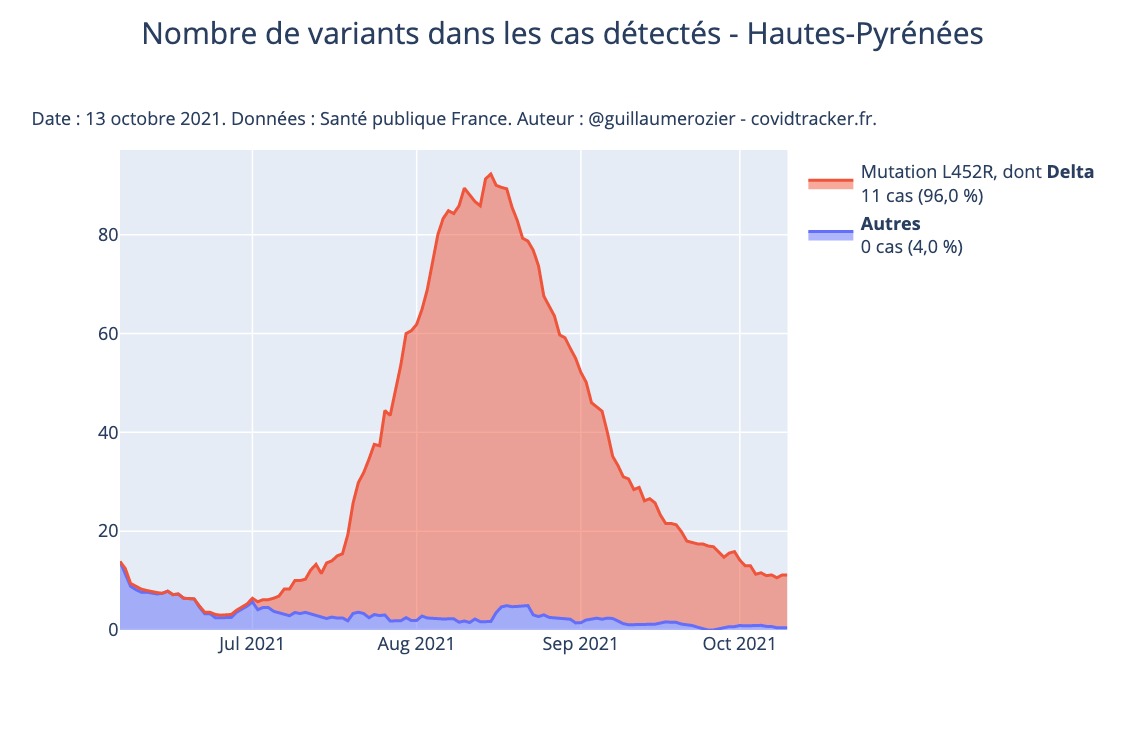 Nombre de variants dans les cas détectés - Hautes-Pyrénées
Date : 13 octobre 2021. Données : Santé publique France. Auteur : @guillaumerozier - covidtracker.fr.
Mutation L452R, dont Delta
11 cas (96,0 %)
Autres
0 cas (4,0 %)
80
60
40
20
0
Jul 2021
Aug 2021
Sep 2021
Oct 2021